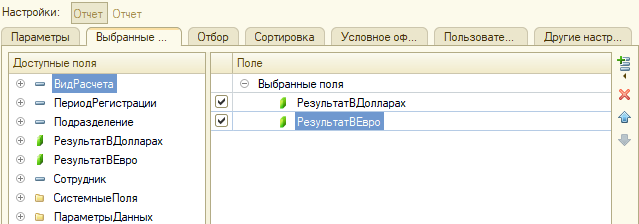 Настройки: Отчет Отчет
Параметры Выбранные ... Отбор Сортировка Условное оф... Пользовате... Другие настр...
Доступные поля
ВидРасчета
ПериодРегистрации
Подразделение
РезультатВДолларах
РезультатВЕвро
Сотрудник
СистемныеПоля
ПараметрыДанных
Поле
Выбранные поля
РезультатВДолларах
РезультатВЕвро